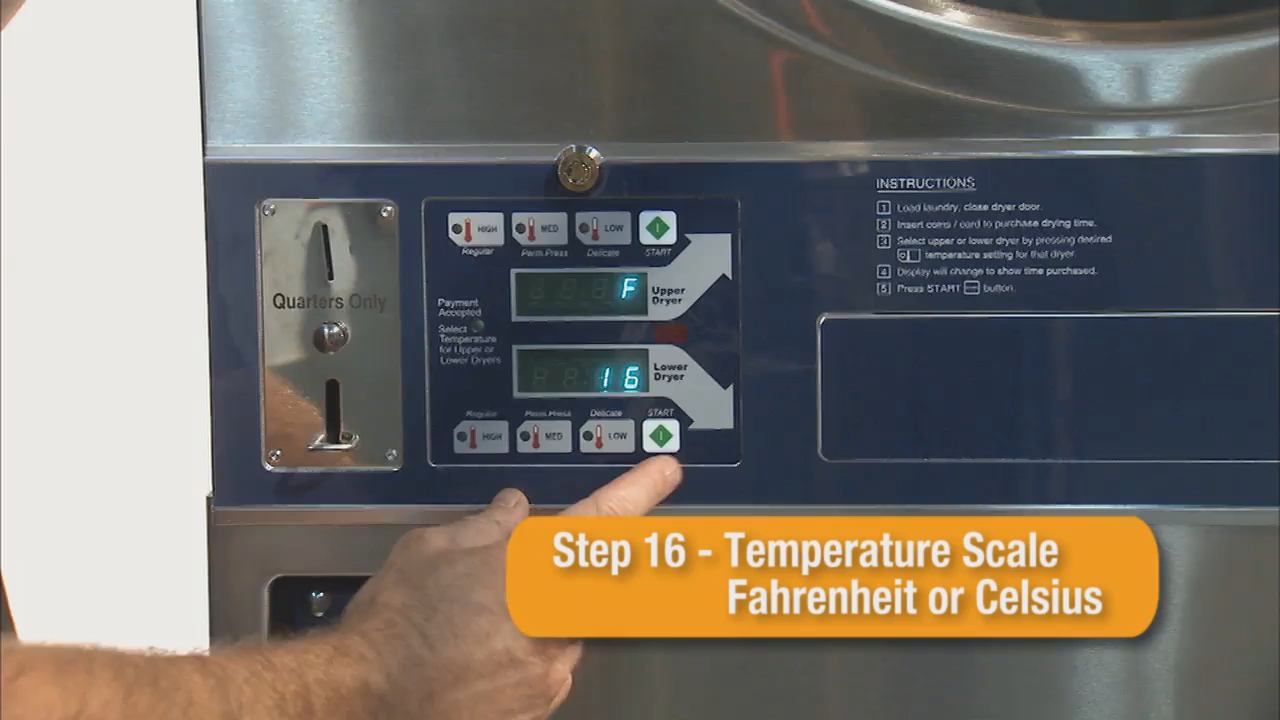 INSTRUCTIONS
1 Load laundry, close dryer door.
2 Insert coins / card to purchase drying time.
3 Select upper or lower dryer by pressing desired
temperature setting for that dryer.
4 Display will change to show time purchased.
5 Press START button.
HIGH MED LOW
Regular Perm Press Delicate START
Quarters Only
F
Upper
Dryer
Payment
Accepted
Select
Temperature
for Upper or
Lower Dryers
16
Lower
Dryer
Regular Perm Press Delicate START
HIGH MED LOW
Step 16 - Temperature Scale
Fahrenheit or Celsius